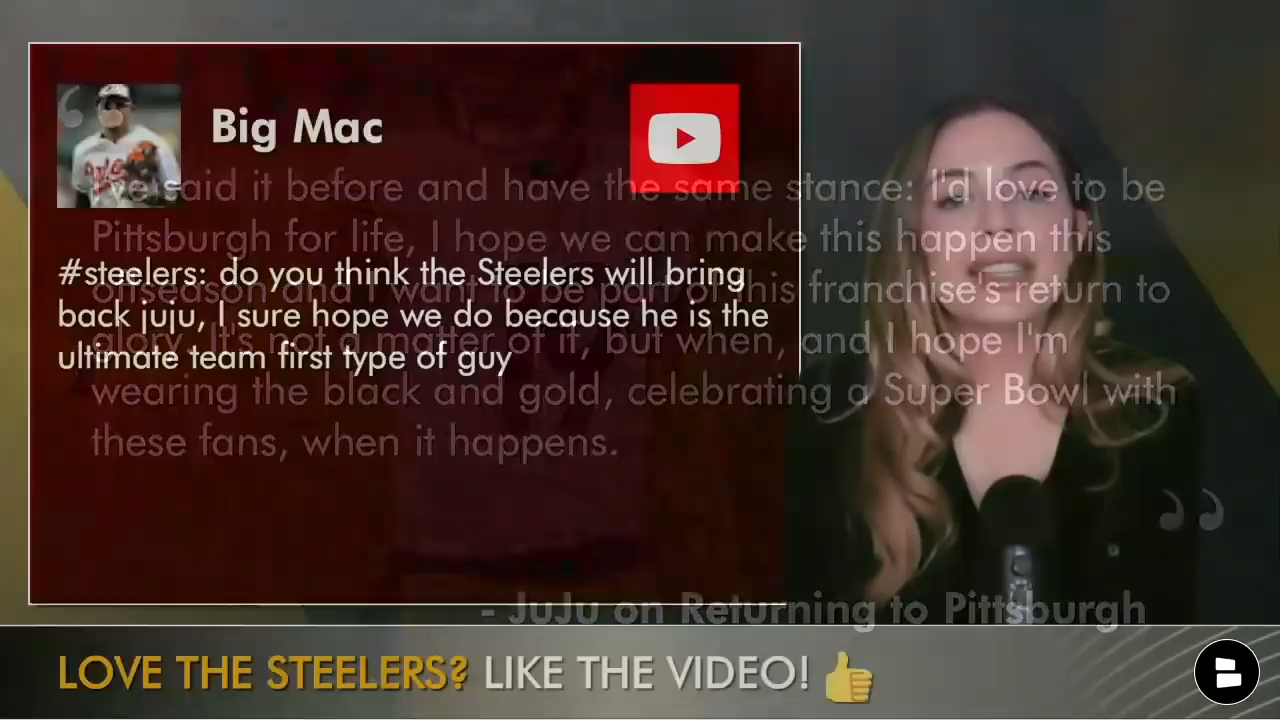 Big Mac
#steelers: do you think the Steelers will bring
back juju, I sure hope we do because he is the
ultimate team first type of guy
“
I've said it before and have the same stance: I'd love to be
Pittsburgh for life, I hope we can make this happen this
offseason and I want to be part of this franchise's return to
glory. It's not a matter of if, but when, and I hope I'm
wearing the black and gold, celebrating a Super Bowl with
these fans, when it happens.
”
- JuJu on Returning to Pittsburgh
LOVE THE STEELERS? LIKE THE VIDEO!